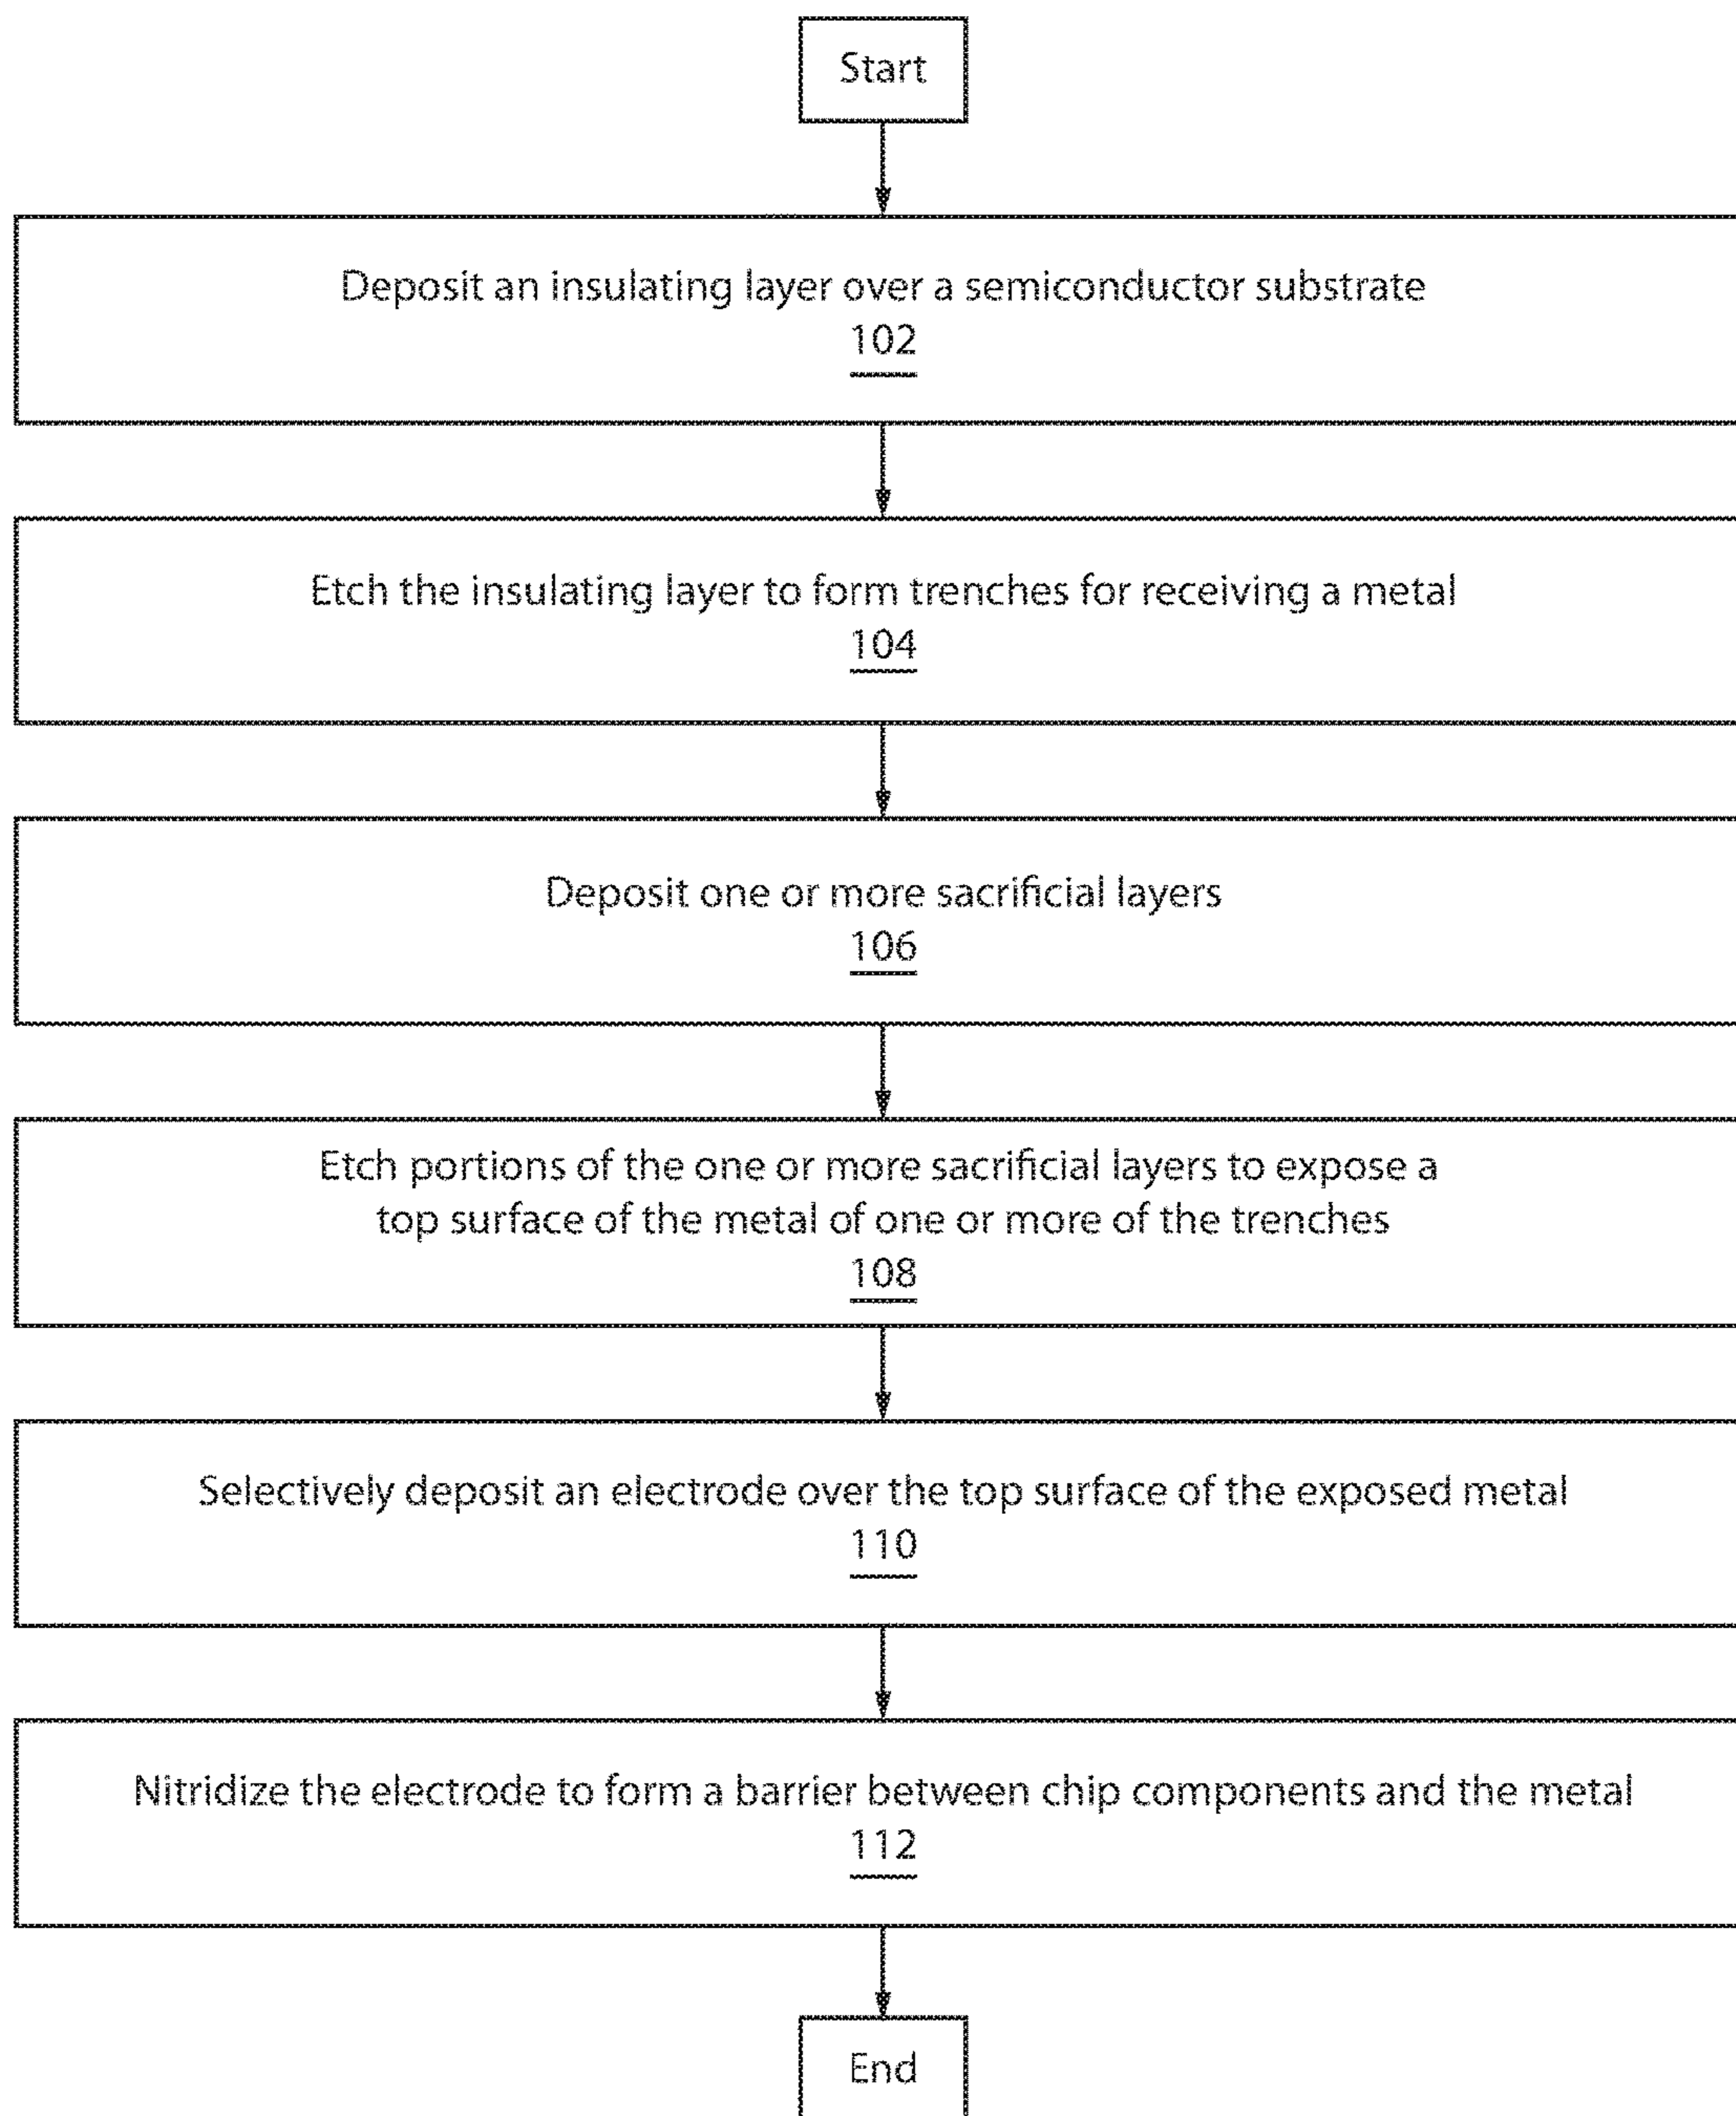 Start
Deposit an insulating layer over a semiconductor substrate
102
Etch the insulating layer to form trenches for receiving a metal
104
Deposit one or more sacrificial layers
106
Etch portions of the one or more sacrificial layers to expose a
top surface of the metal of one or more of the trenches
108
Selectively deposit an electrode over the top surface of the exposed metal
110
Nitridize the electrode to form a barrier between chip components and the metal
112
End